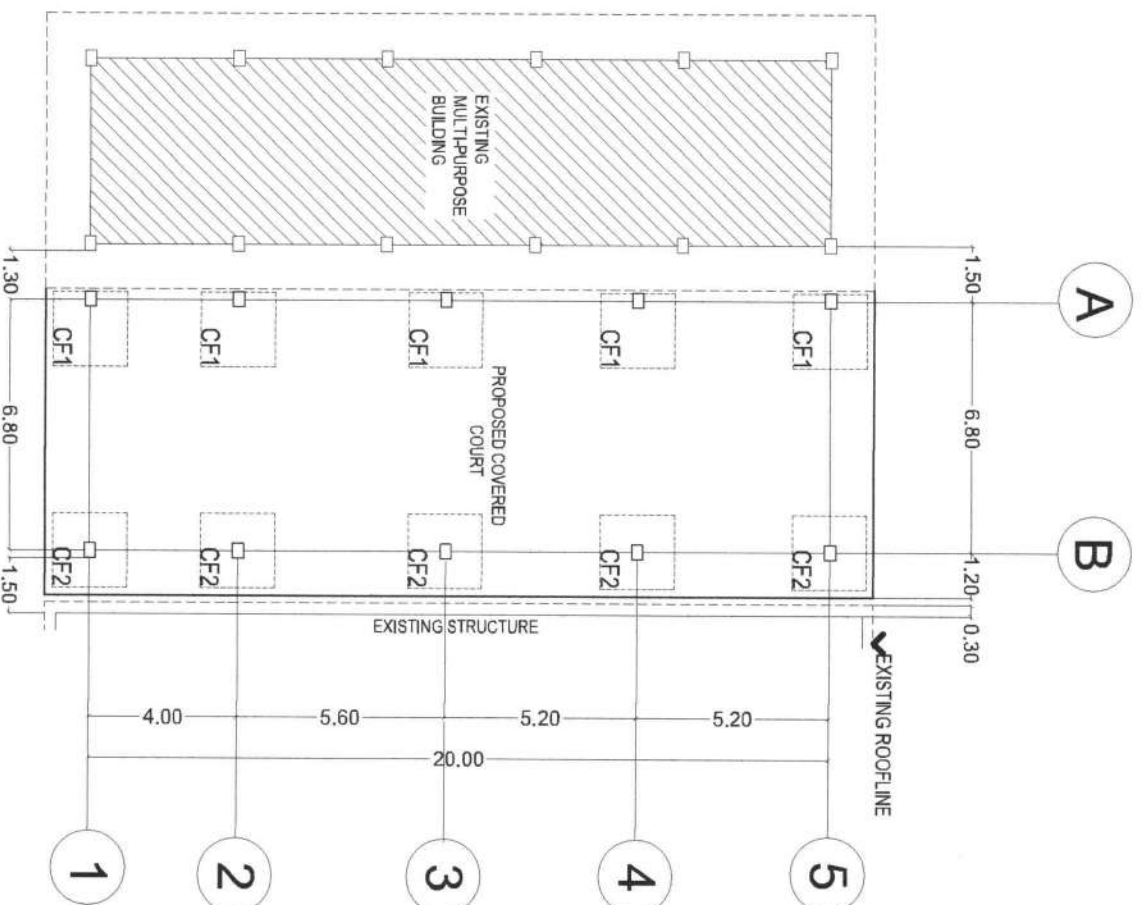 EXISTING
MULTI-PURPOSE
BUILDING
1.50
A
6.80
B
1.20
0.30
1.30
6.80
1.50
CF1
CF1
CF1
CF1
CF1
PROPOSED COVERED
COURT
CF2
CF2
CF2
CF2
CF2
EXISTING STRUCTURE
EXISTING ROOFLINE
4.00
5.60
5.20
5.20
20.00
1
2
3
4
5